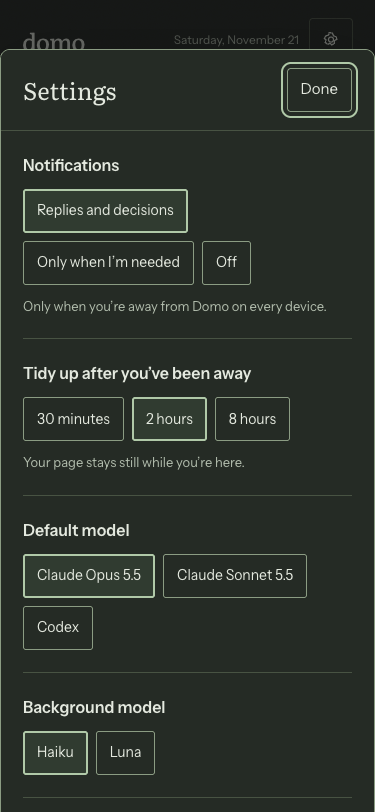 domo
Saturday, November 21
Settings
Done
Notifications
Replies and decisions
Only when I’m needed
Off
Only when you’re away from Domo on every device.
Tidy up after you’ve been away
30 minutes
2 hours
8 hours
Your page stays still while you’re here.
Default model
Claude Opus 5.5
Claude Sonnet 5.5
Codex
Background model
Haiku
Luna